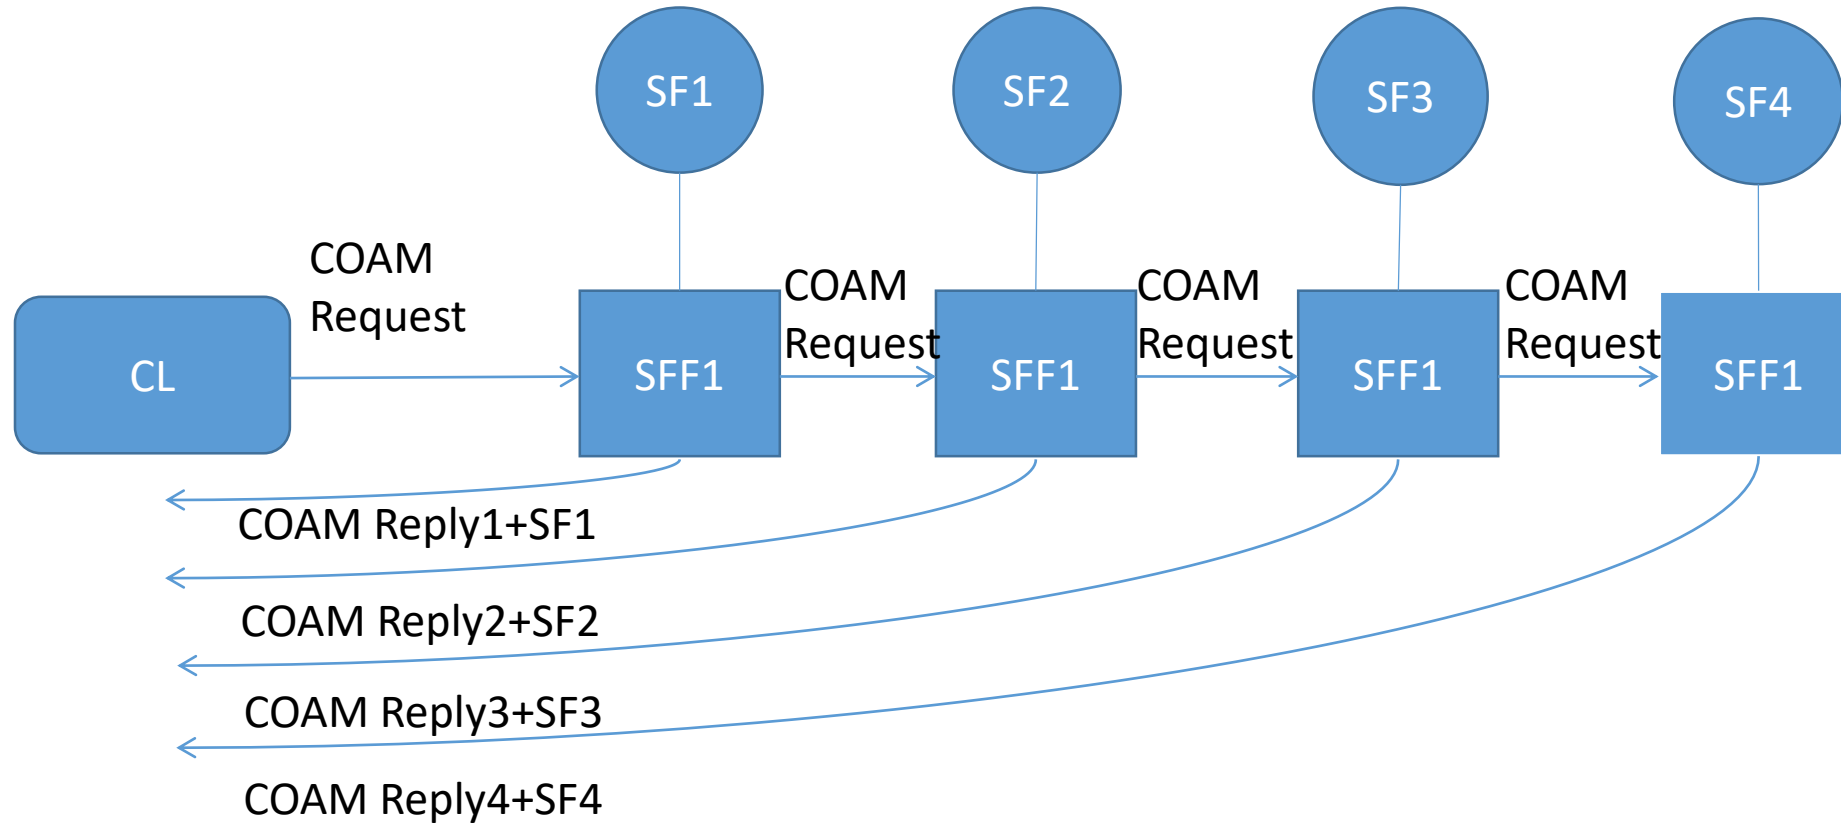 SF1
SF2
SF3
SF4
COAM
Request
COAM
Request
COAM
Request
COAM
Request
CL
SFF1
SFF1
SFF1
SFF1
COAM Reply1+SF1
COAM Reply2+SF2
COAM Reply3+SF3
COAM Reply4+SF4